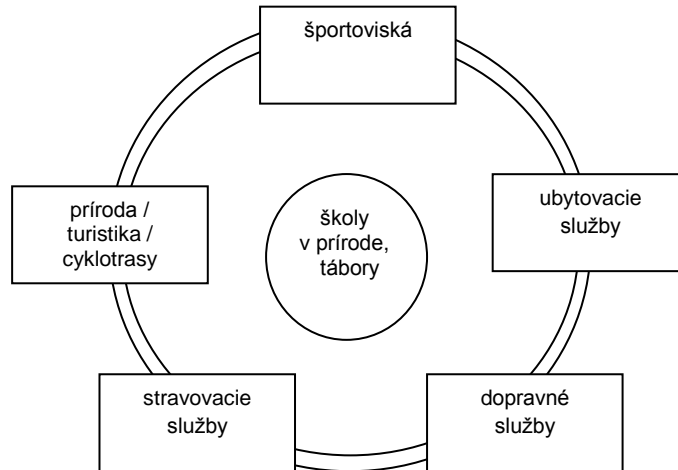 športoviská
príroda /
turistika /
cyklotrasy
školy
v prírode,
tábory
ubytovacie
služby
stravovacie
služby
dopravné
služby